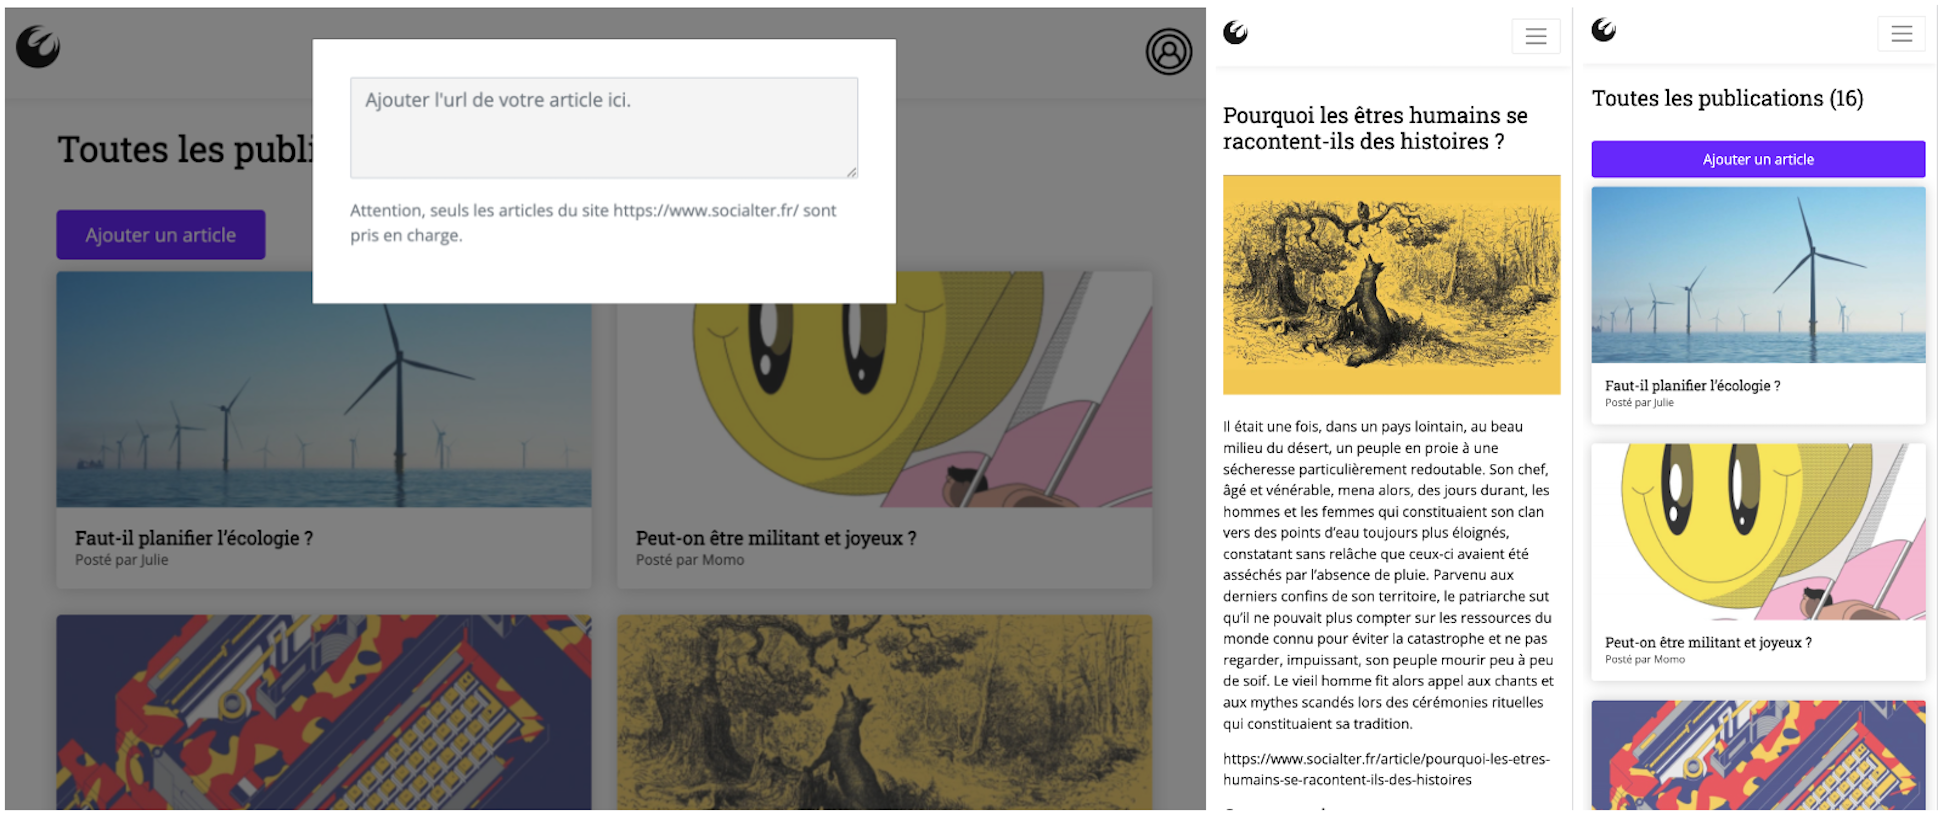 Ajouter l'url de votre article ici.
Attention, seuls les articles du site https://www.socialter.fr/ sont
pris en charge.
Toutes les publi
Ajouter un article
Faut-il planifier l'écologie ?
Posté par Julie
Peut-on être militant et joyeux ?
Posté par Momo
Pourquoi les êtres humains se
racontent-ils des histoires ?
Il était une fois, dans un pays lointain, au beau
milieu du désert, un peuple en proie à une
sécheresse particulièrement redoutable. Son chef,
âgé et vénérable, mena alors, des jours durant, les
hommes et les femmes qui constituaient son clan
vers des points d'eau toujours plus éloignés,
constatant sans relâche que ceux-ci avaient été
asséchés par l'absence de pluie. Parvenu aux
derniers confins de son territoire, le patriarche sut
qu'il ne pouvait plus compter sur les ressources du
monde connu pour éviter la catastrophe et ne pas
regarder, impuissant, son peuple mourir peu à peu
de soif. Le vieil homme fit alors appel aux chants et
aux mythes scandés lors des cérémonies rituelles
qui constituaient sa tradition.
https://www.socialter.fr/article/pourquoi-les-etres-
humains-se-racontent-ils-des-histoires
Toutes les publications (16)
Ajouter un article
Faut-il planifier l'écologie ?
Posté par Julie
Peut-on être militant et joyeux ?
Posté par Momo